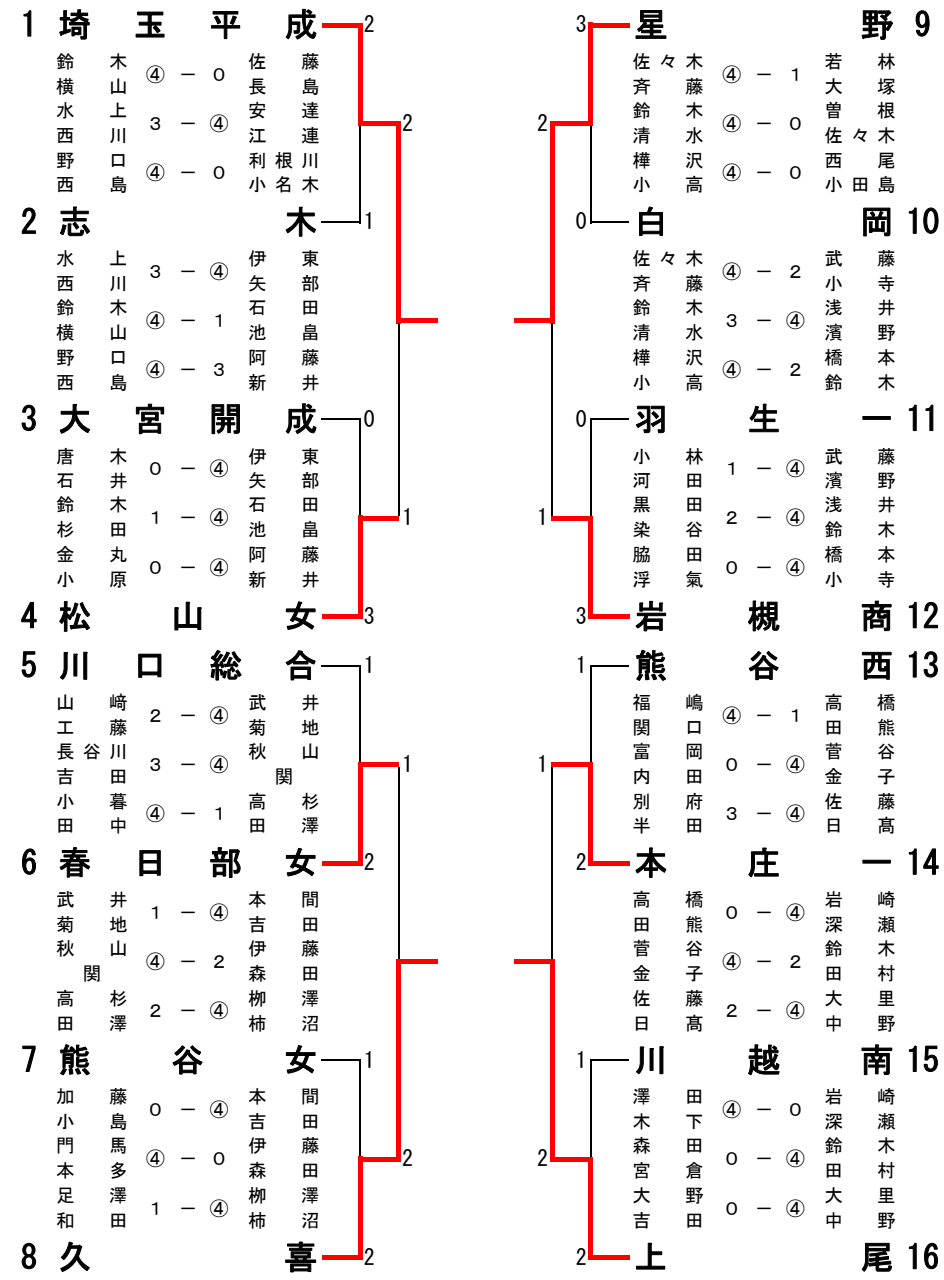 1 埼玉平成 2
鈴木 ④ － 0 佐藤
横山 長島
水上 3 － ④ 安達
西川 江連
野口 ④ － 0 利根川
西島 小名木
2
2 志木 1
水上 3 － ④ 伊東
西川 矢部
鈴木 ④ － 1 石田
横山 池畠
野口 ④ － 3 阿藤
西島 新井
3 大宮開成 0
唐木 0 － ④ 伊東
石井 矢部
鈴木 1 － ④ 石田
杉田 池畠
金丸 0 － ④ 阿藤
小原 新井
1
4 松山女 3
5 川口総合 1
山﨑 2 － ④ 武井
工藤 菊地
長谷川 3 － ④ 秋山
吉田 関
小暮 ④ － 1 高杉
田中 田澤
1
6 春日部女 2
武井 1 － ④ 本間
菊地 吉田
秋山 ④ － 2 伊藤
関 森田
高杉 2 － ④ 栁澤
田澤 柿沼
7 熊谷女 1
加藤 0 － ④ 本間
小島 吉田
門馬 ④ － 0 伊藤
本多 森田
足澤 1 － ④ 栁澤
和田 柿沼
2
8 久喜 2
3 星野 9
佐々木 ④ － 1 若林
斉藤 大塚
鈴木 ④ － 0 曽根
清水 佐々木
樺沢 ④ － 0 西尾
小高 小田島
2
0 白岡 10
佐々木 ④ － 2 武藤
斉藤 小寺
鈴木 3 － ④ 浅井
清水 濱野
樺沢 ④ － 2 橋本
小高 鈴木
0 羽生一 11
小林 1 － ④ 武藤
河田 濱野
黒田 2 － ④ 浅井
染谷 鈴木
脇田 0 － ④ 橋本
浮氣 小寺
1
3 岩槻商 12
1 熊谷西 13
福嶋 ④ － 1 高橋
関口 田熊
富岡 0 － ④ 菅谷
内田 金子
別府 3 － ④ 佐藤
半田 日髙
1
2 本庄一 14
高橋 0 － ④ 岩崎
田熊 深瀬
菅谷 ④ － 2 鈴木
金子 田村
佐藤 2 － ④ 大里
日髙 中野
1 川越南 15
澤田 ④ － 0 岩崎
木下 深瀬
森田 0 － ④ 鈴木
宮倉 田村
大野 0 － ④ 大里
吉田 中野
2
2 上尾 16